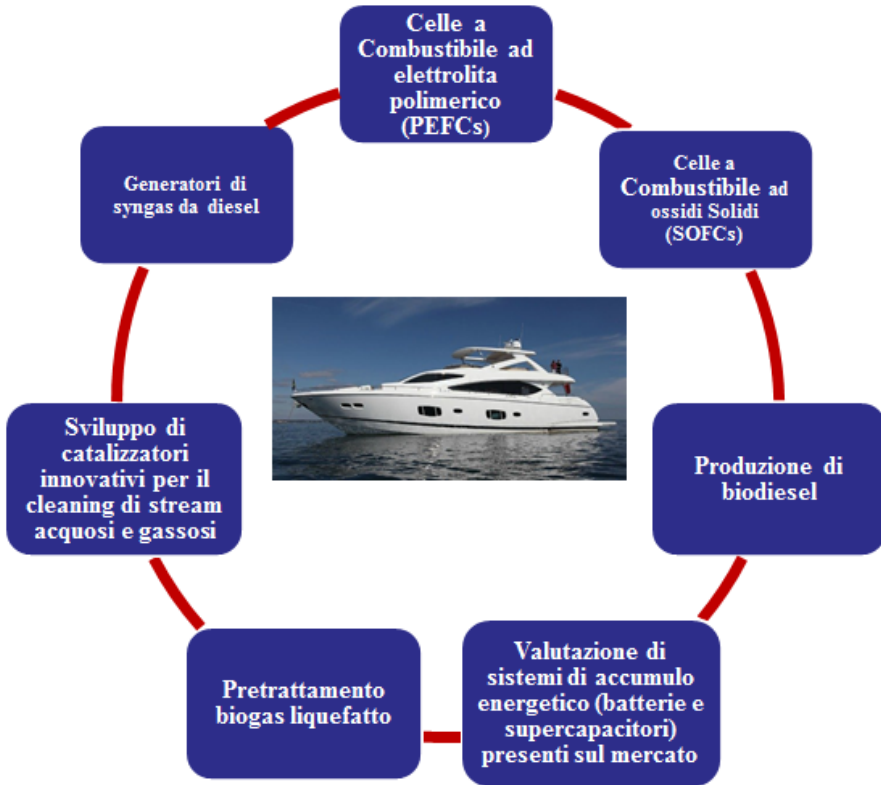 Celle a
Combustibile ad
elettrolita
polimerico
(PEFCs)
Celle a
Combustibile ad
ossidi Solidi
(SOFCs)
Produzione di
biodiesel
Valutazione di
sistemi di accumulo
energetico (batterie e
supercapacitori)
presenti sul mercato
Pretrattamento
biogas liquefatto
Sviluppo di
catalizzatori
innovativi per il
cleaning di stream
acquosi e gassosi
Generatori di
syngas da diesel